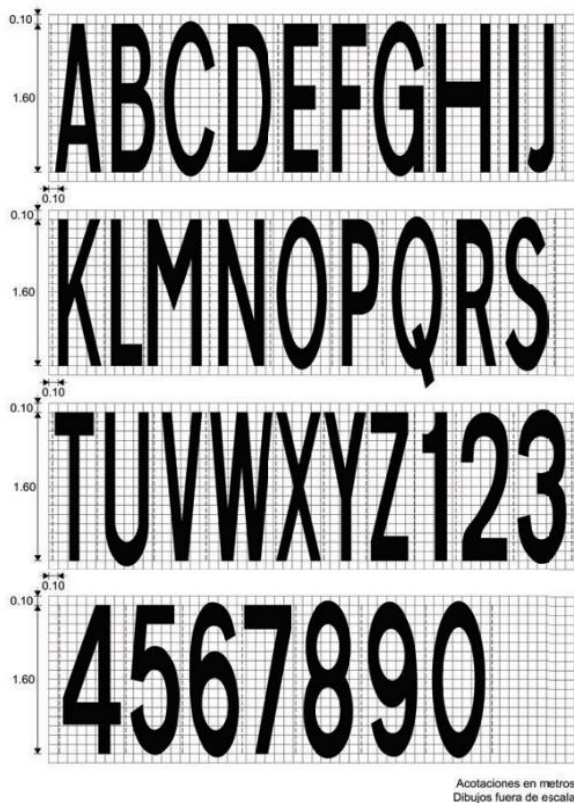 0.10
ABCDEFGHIJ
1.60
0.10
0.10
KLMNOPQRS
1.60
0.10
0.10
TUVWXYZ123
1.60
0.10
0.10
4567890
1.60
Acotaciones en metros
Dibujos fuera de escala